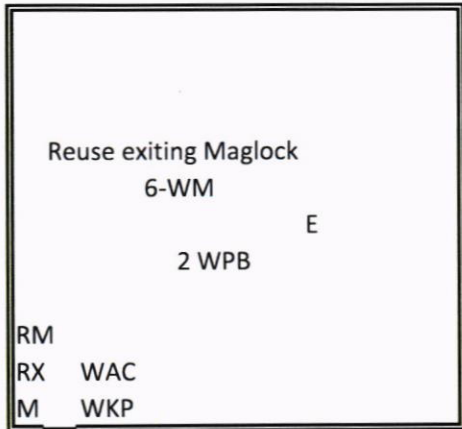 Reuse exiting Maglock
6-WM
E
2 WPB
RM
RX WAC
M WKP